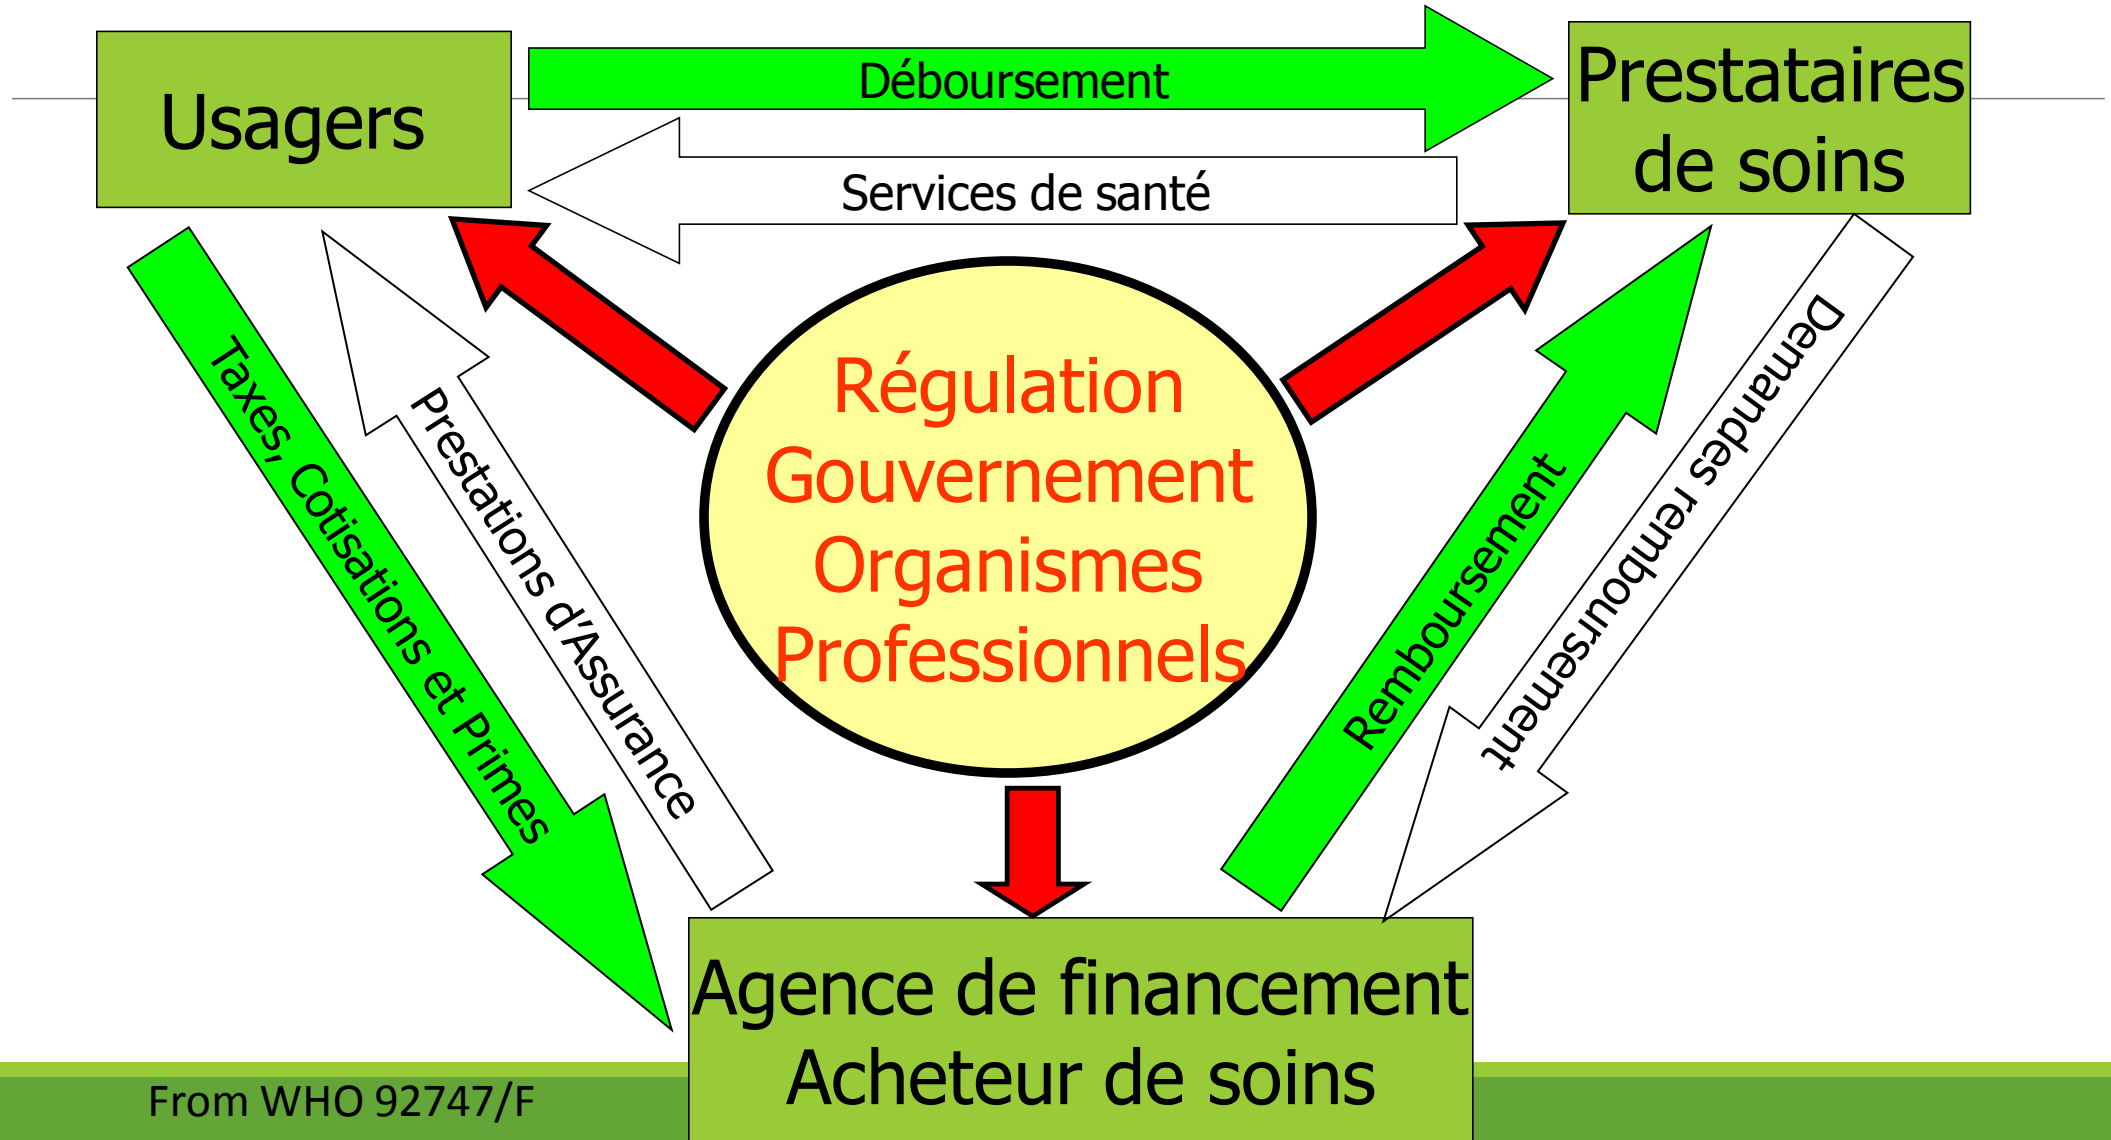 Usagers
Déboursement
Prestataires
de soins
Services de santé
Taxes, Cotisations et Primes
Prestations d’Assurance
Régulation
Gouvernement
Organismes
Professionnels
Remboursement
Demandes remboursement
Agence de financement
Acheteur de soins
From WHO 92747/F